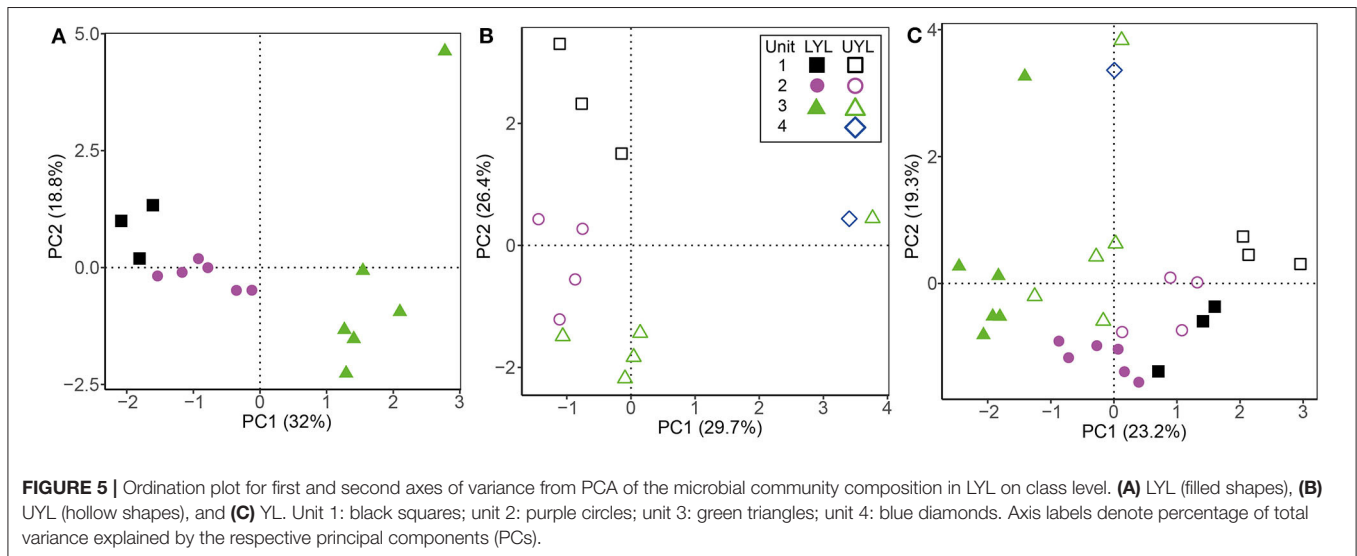 A
5.0
0.0
−2.5
PC2 (18.8%)
−2 −1 0 1 2 3
PC1 (32%)
B
2
0
−2
PC2 (26.4%)
−1 0 1 2 3 4
PC1 (29.7%)
Unit LYL UYL
1
2
3
4
C
4
2
0
PC2 (19.3%)
−2 −1 0 1 2 3
PC1 (23.2%)
FIGURE 5 | Ordination plot for first and second axes of variance from PCA of the microbial community composition in LYL on class level. (A) LYL (filled shapes), (B)
UYL (hollow shapes), and (C) YL. Unit 1: black squares; unit 2: purple circles; unit 3: green triangles; unit 4: blue diamonds. Axis labels denote percentage of total
variance explained by the respective principal components (PCs).